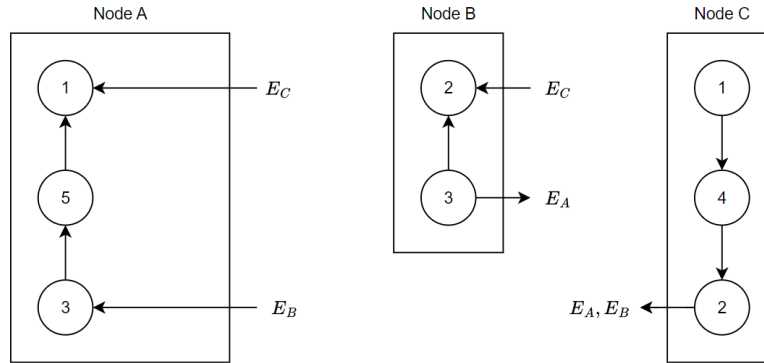 Node A
Node B
Node C
1
E_C
2
E_C
1
5
3
E_A
4
3
E_B
E_A, E_B
2